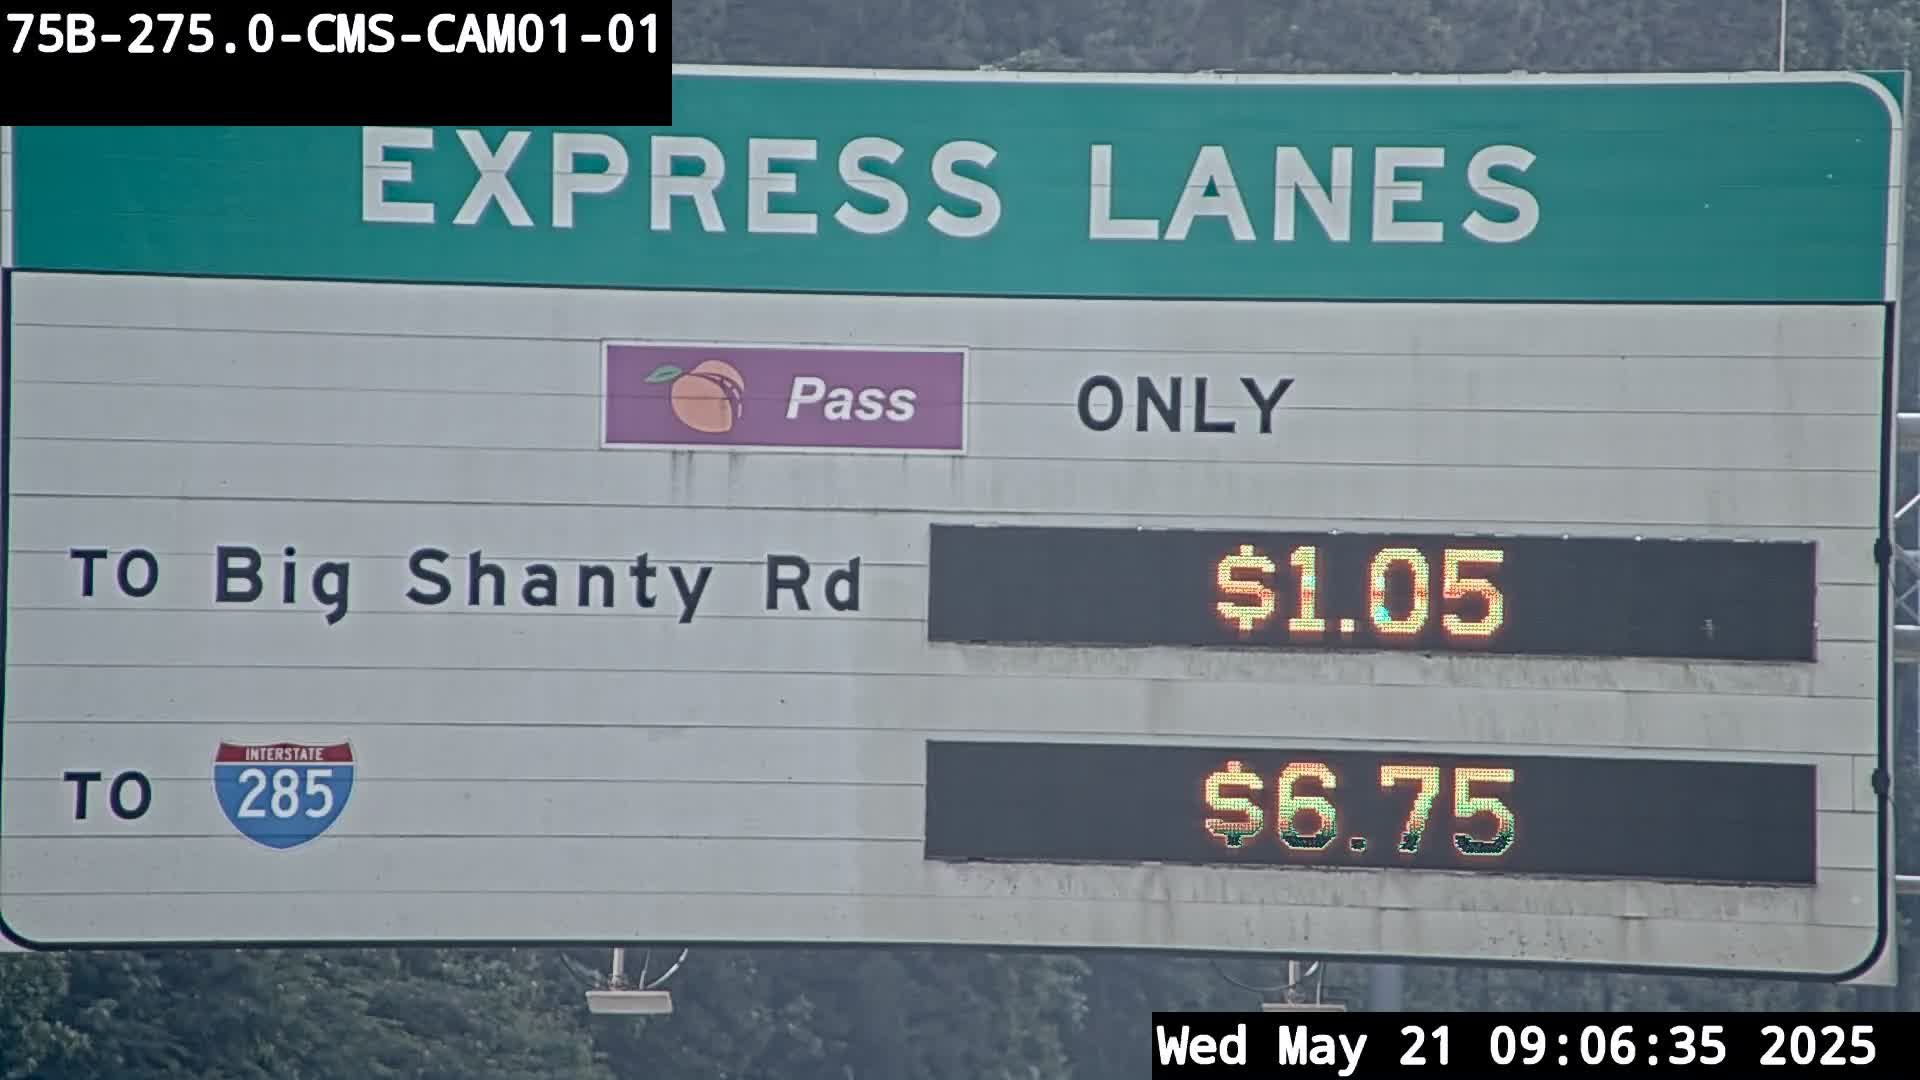 75B-275.0-CMS-CAM01-01
EXPRESS LANES
Pass ONLY
TO Big Shanty Rd $1.05
INTERSTATE
TO 285 $6.75
Wed May 21 09:06:35 2025